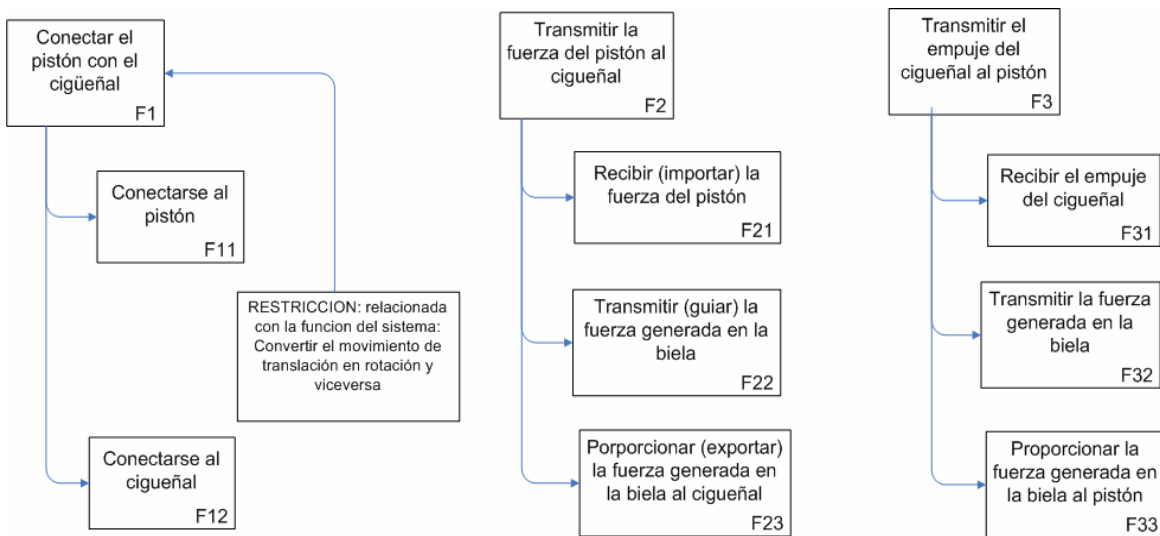 Conectar el
pistón con el
cigüeñal
F1
Conectarse al
pistón
F11
RESTRICCION: relacionada
con la funcion del sistema:
Convertir el movimiento de
translación en rotación y
viceversa
Conectarse al
cigueñal
F12
Transmitir la
fuerza del pistón al
cigueñal
F2
Recibir (importar) la
fuerza del pistón
F21
Transmitir (guiar) la
fuerza generada en la
biela
F22
Porporcionar (exportar)
la fuerza generada en
la biela al cigueñal
F23
Transmitir el
empuje del
cigueñal al pistón
F3
Recibir el empuje
del cigueñal
F31
Transmitir la fuerza
generada en la
biela
F32
Proporcionar la
fuerza generada en
la biela al pistón
F33